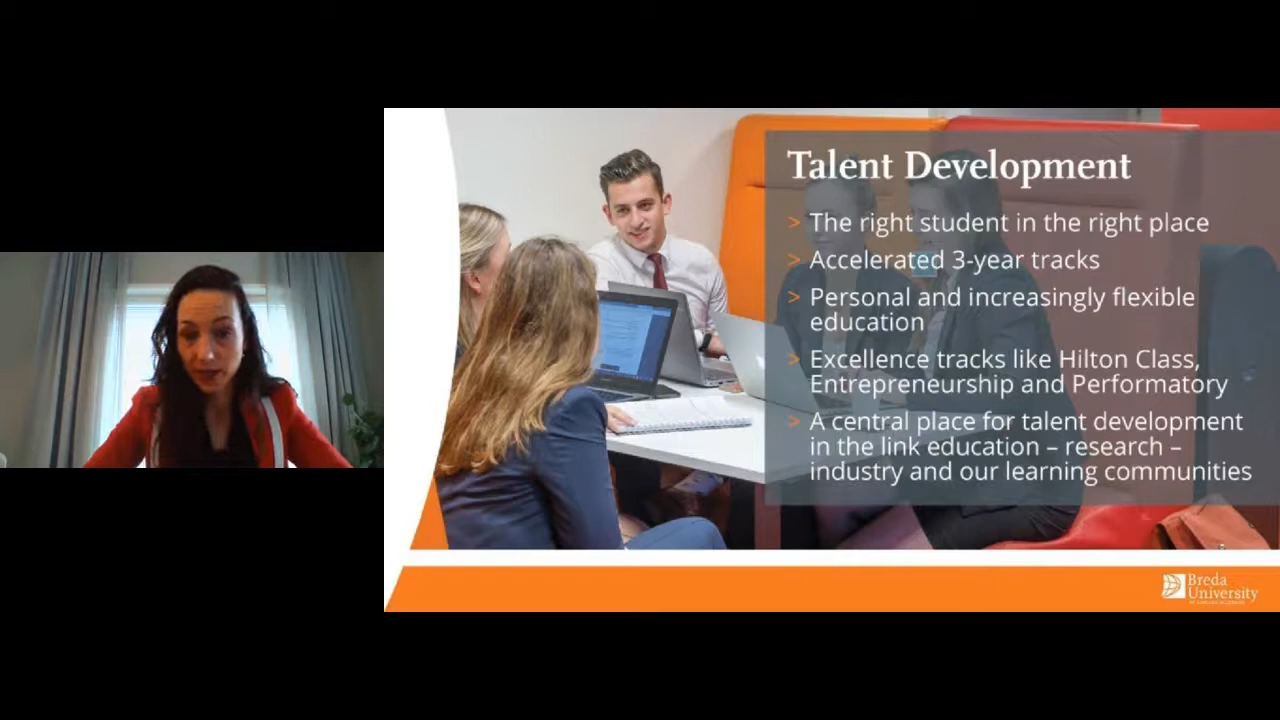 Talent Development
> The right student in the right place
> Accelerated 3-year tracks
> Personal and increasingly flexible
education
> Excellence tracks like Hilton Class,
Entrepreneurship and Performatory
> A central place for talent development
in the link education – research –
industry and our learning communities
Breda
University